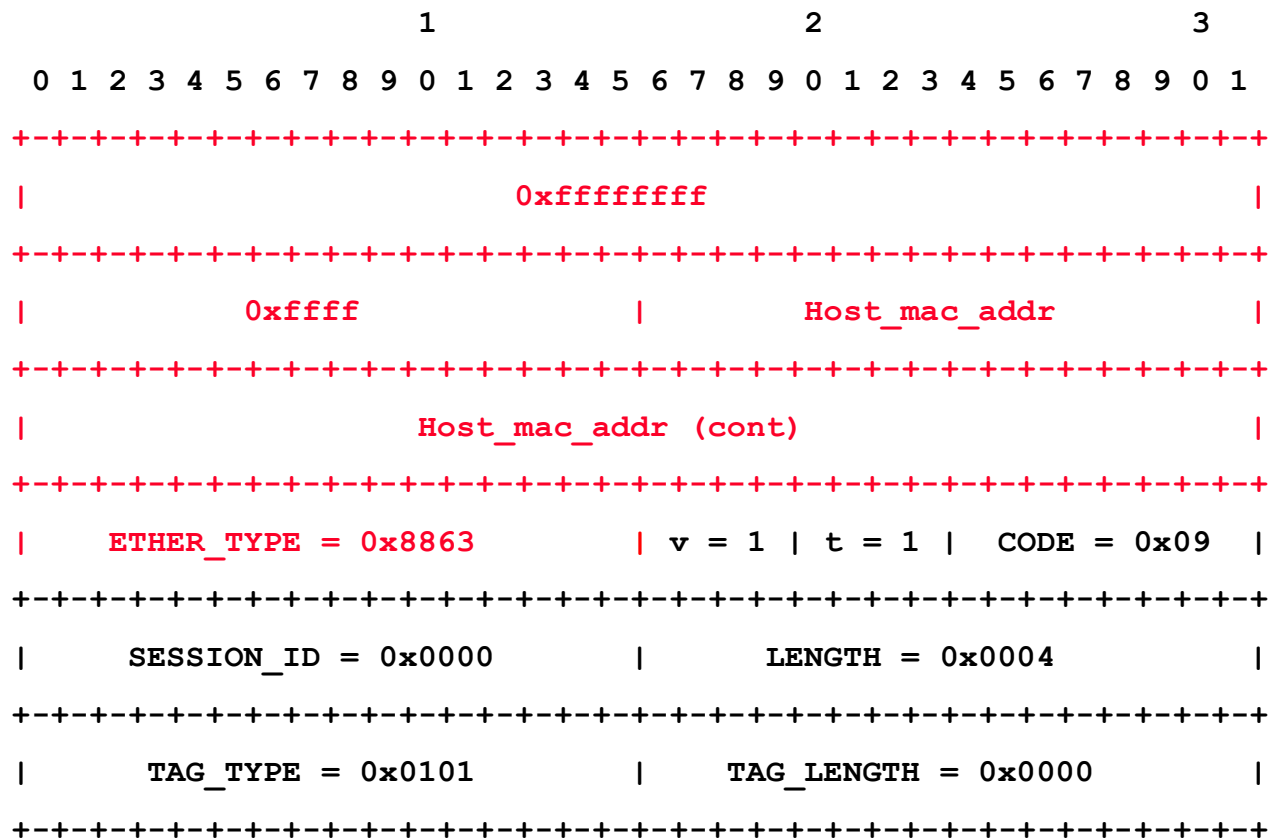 1                   2                   3
 0 1 2 3 4 5 6 7 8 9 0 1 2 3 4 5 6 7 8 9 0 1 2 3 4 5 6 7 8 9 0 1
+-+-+-+-+-+-+-+-+-+-+-+-+-+-+-+-+-+-+-+-+-+-+-+-+-+-+-+-+-+-+-+-+
|                         0xffffffff                            |
+-+-+-+-+-+-+-+-+-+-+-+-+-+-+-+-+-+-+-+-+-+-+-+-+-+-+-+-+-+-+-+-+
|           0xffff              |        Host_mac_addr          |
+-+-+-+-+-+-+-+-+-+-+-+-+-+-+-+-+-+-+-+-+-+-+-+-+-+-+-+-+-+-+-+-+
|                    Host_mac_addr (cont)                       |
+-+-+-+-+-+-+-+-+-+-+-+-+-+-+-+-+-+-+-+-+-+-+-+-+-+-+-+-+-+-+-+-+
|    ETHER_TYPE = 0x8863        | v = 1 | t = 1 |  CODE = 0x09  |
+-+-+-+-+-+-+-+-+-+-+-+-+-+-+-+-+-+-+-+-+-+-+-+-+-+-+-+-+-+-+-+-+
|     SESSION_ID = 0x0000       |      LENGTH = 0x0004          |
+-+-+-+-+-+-+-+-+-+-+-+-+-+-+-+-+-+-+-+-+-+-+-+-+-+-+-+-+-+-+-+-+
|      TAG_TYPE = 0x0101        |    TAG_LENGTH = 0x0000        |
+-+-+-+-+-+-+-+-+-+-+-+-+-+-+-+-+-+-+-+-+-+-+-+-+-+-+-+-+-+-+-+-+